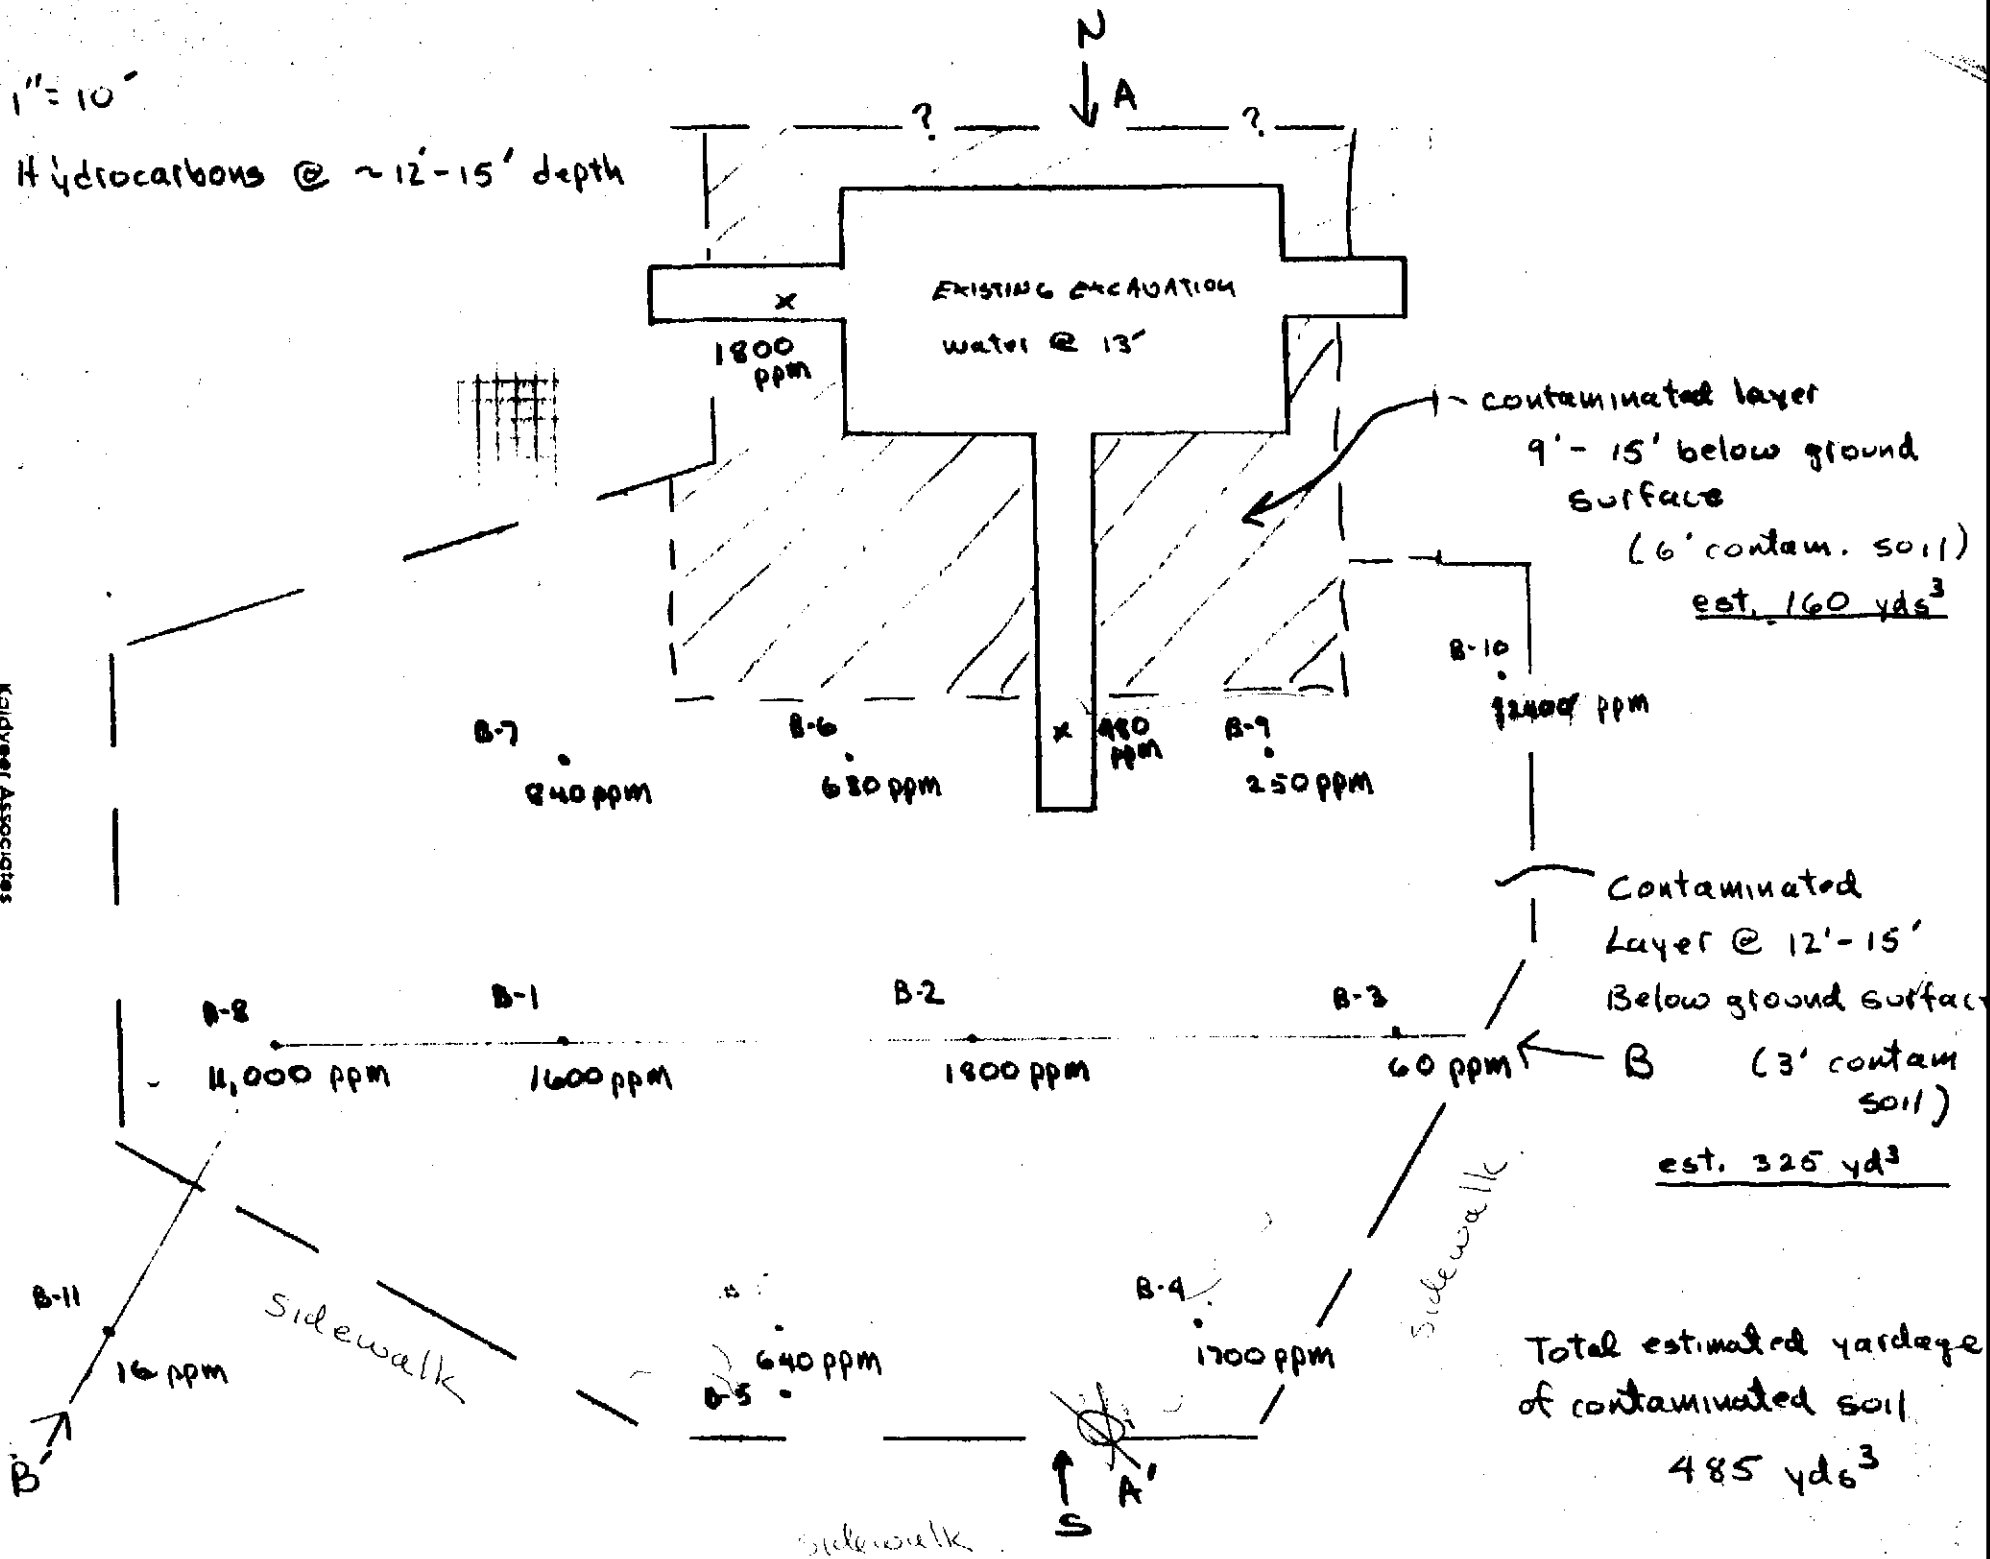 N
A
1"= 10'
Hydrocarbons @ ~ 12'-15' depth
? ?
EXISTING EXCAVATION
water @ 13'
x
1800
ppm
contaminated layer
9'- 15' below ground
surface
(6' contam. soil)
est. 160 yds³
B-10
ppm
B-7
840 ppm
B-6
680 ppm
x 480
ppm
B-9
250 ppm
Kaldveer Associates
Contaminated
Layer @ 12'-15'
Below ground surfac
(3' contam
soil)
est. 325 yd³
B-8
11,000 ppm
B-1
1600 ppm
B-2
1800 ppm
B-3
60 ppm
B
B-11
16 ppm
B'
Sidewalk
Sidewalk
640 ppm
B-5
B-4
1700 ppm
A'
S
sidewalk
Total estimated yardage
of contaminated soil
485 yds³